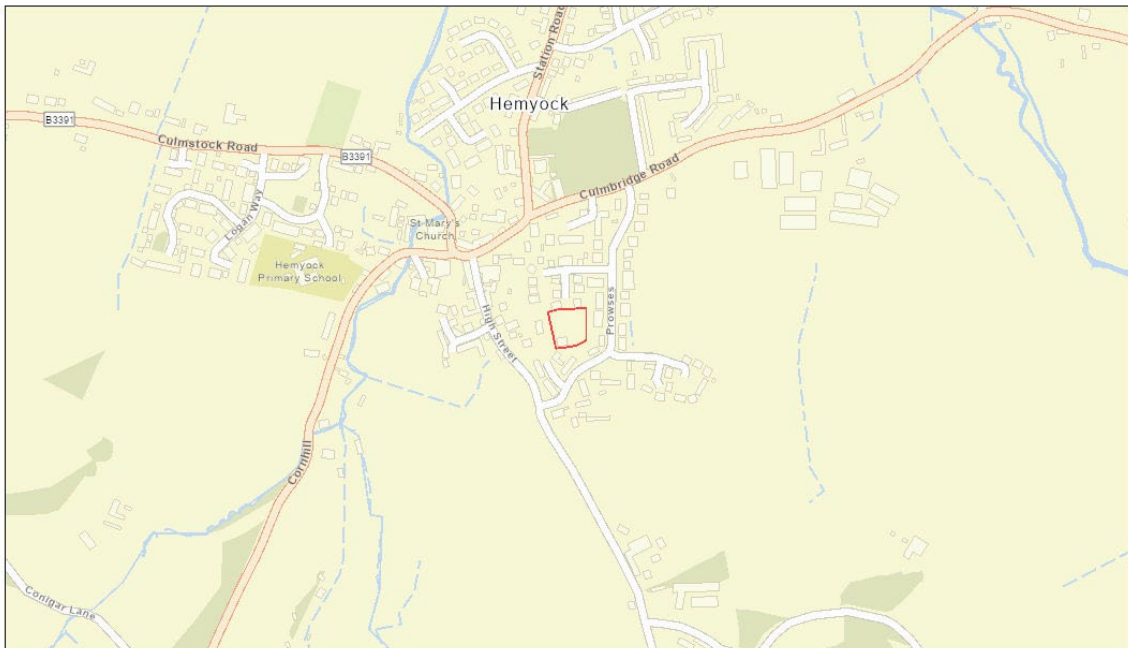 Station Road
Hemyock
B3391
Culmstock Road
B3391
Culmbridge Road
Logan Way
St Mary's
Church
Hemyock
Primary School
High Street
Prowses
Cornhill
Conigar Lane